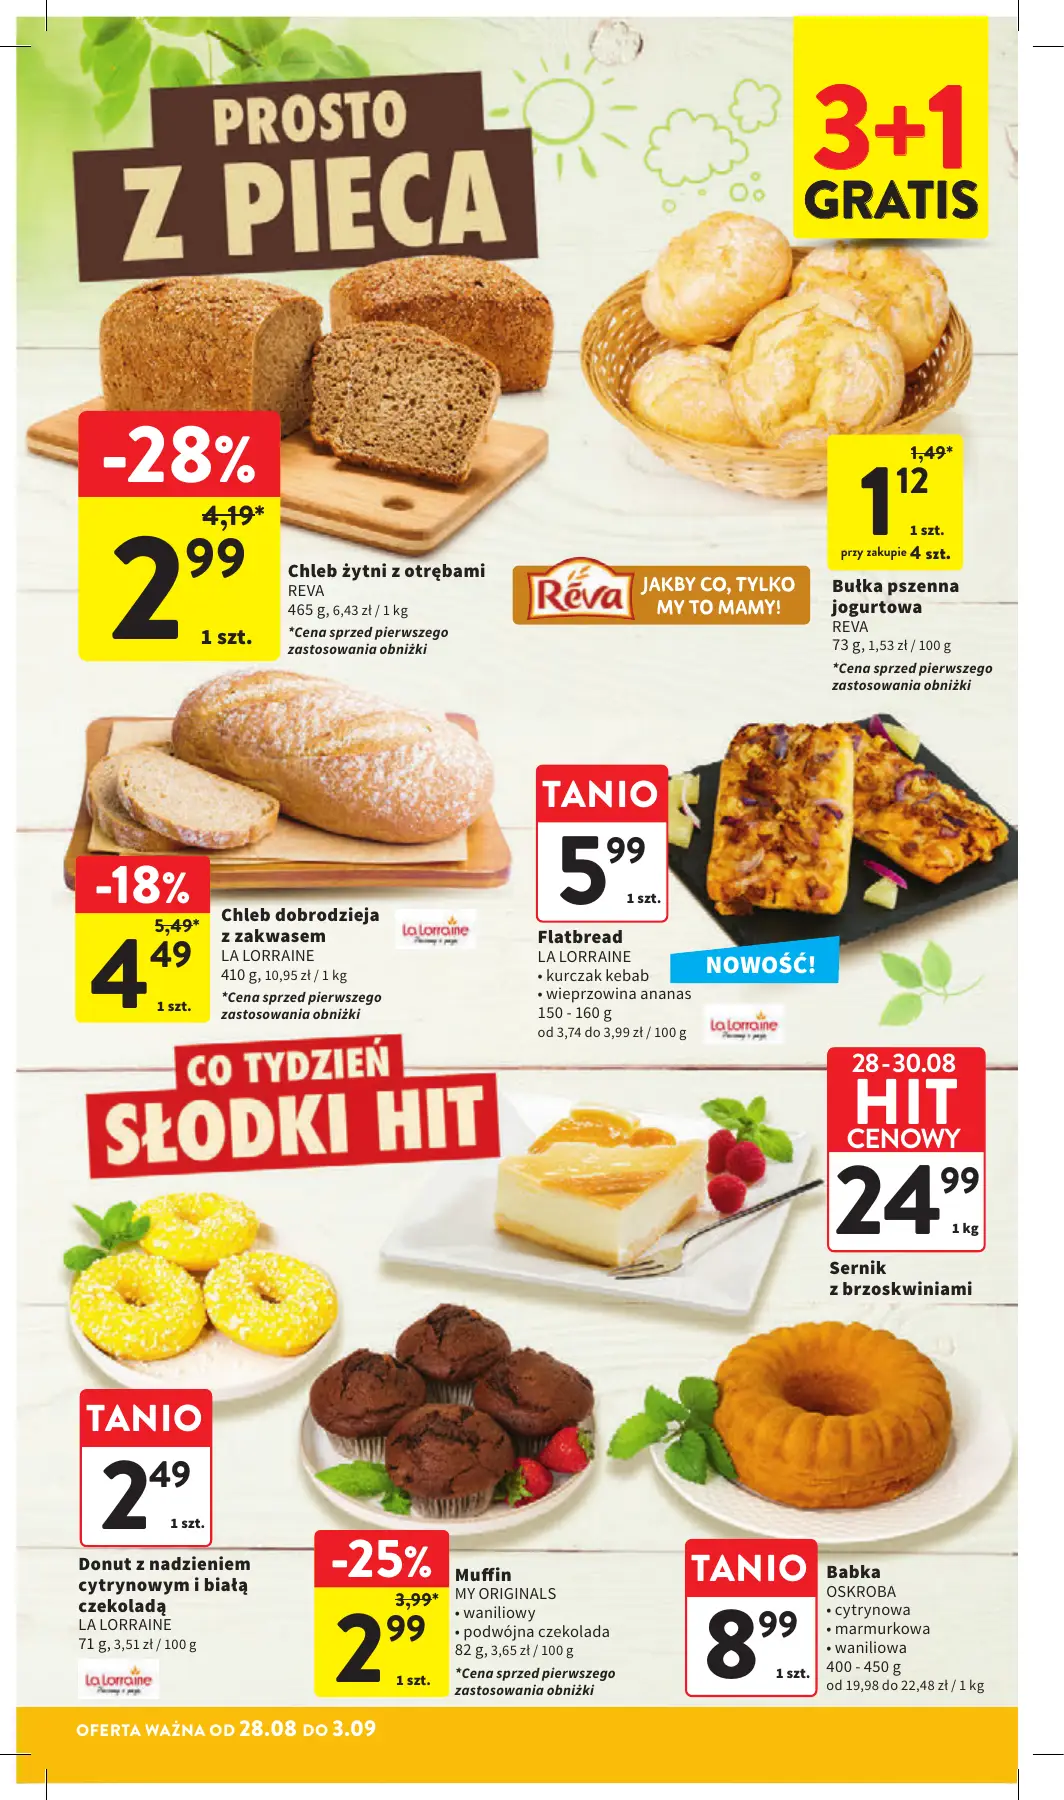 PROSTO
Z PIECA
3+1
GRATIS
-28%
4,19*
2 99
1 szt.
Chleb żytni z otrębami
REVA
465 g, 6,43 zł / 1 kg
*Cena sprzed pierwszego
zastosowania obniżki
Réva
JAKBY CO, TYLKO
MY TO MAMY!
1,49*
1 12
1 szt.
przy zakupie 4 szt.
Bułka pszenna
jogurtowa
REVA
73 g, 1,53 zł / 100 g
*Cena sprzed pierwszego
zastosowania obniżki
-18%
5,49*
4 49
1 szt.
Chleb dobrodzieja
z zakwasem
LA LORRAINE
410 g, 10,95 zł / 1 kg
*Cena sprzed pierwszego
zastosowania obniżki
La Lorraine
TANIO
5 99
1 szt.
Flatbread
LA LORRAINE
• kurczak kebab
• wieprzowina ananas
150 - 160 g
od 3,74 do 3,99 zł / 100 g
NOWOŚĆ!
La Lorraine
CO TYDZIEŃ
SŁODKI HIT
28-30.08
HIT
CENOWY
24 99
1 kg
Sernik
z brzoskwiniami
TANIO
2 49
1 szt.
Donut z nadzieniem
cytrynowym i białą
czekoladą
LA LORRAINE
71 g, 3,51 zł / 100 g
La Lorraine
-25%
3,99*
2 99
1 szt.
Muffin
MY ORIGINALS
• waniliowy
• podwójna czekolada
82 g, 3,65 zł / 100 g
*Cena sprzed pierwszego
zastosowania obniżki
TANIO
8 99
1 szt.
Babka
OSKROBA
• cytrynowa
• marmurkowa
• waniliowa
400 - 450 g
od 19,98 do 22,48 zł / 1 kg
OFERTA WAŻNA OD 28.08 DO 3.09